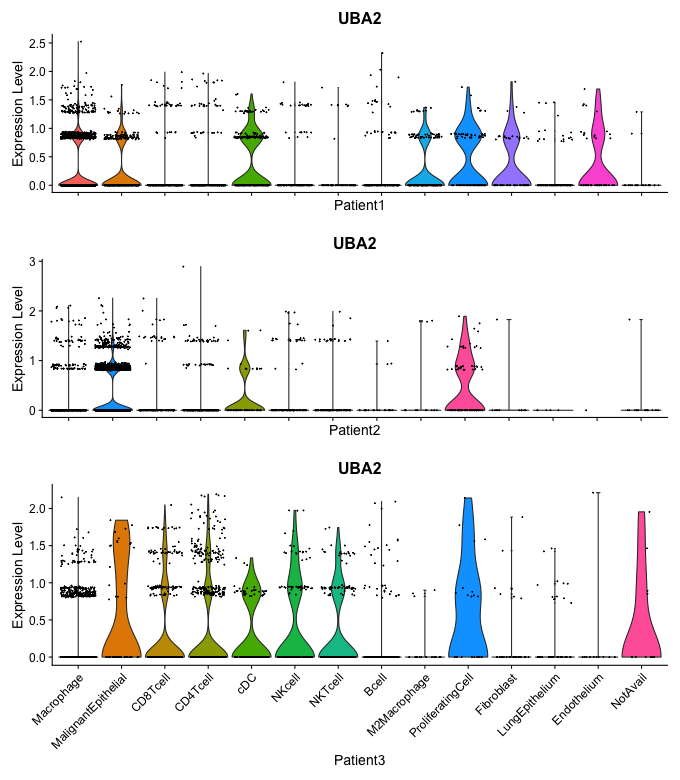 UBA2
Expression Level
2.5
2.0
1.5
1.0
0.5
0.0
Patient1
UBA2
Expression Level
3
2
1
0
Patient2
UBA2
Expression Level
2.0
1.5
1.0
0.5
0.0
Macrophage
MalignantEpithelial
CD8Tcell
CD4Tcell
cDC
NKcell
NKTcell
Bcell
M2Macrophage
ProliferatingCell
Fibroblast
LungEpithelium
Endothelium
NotAvail
Patient3